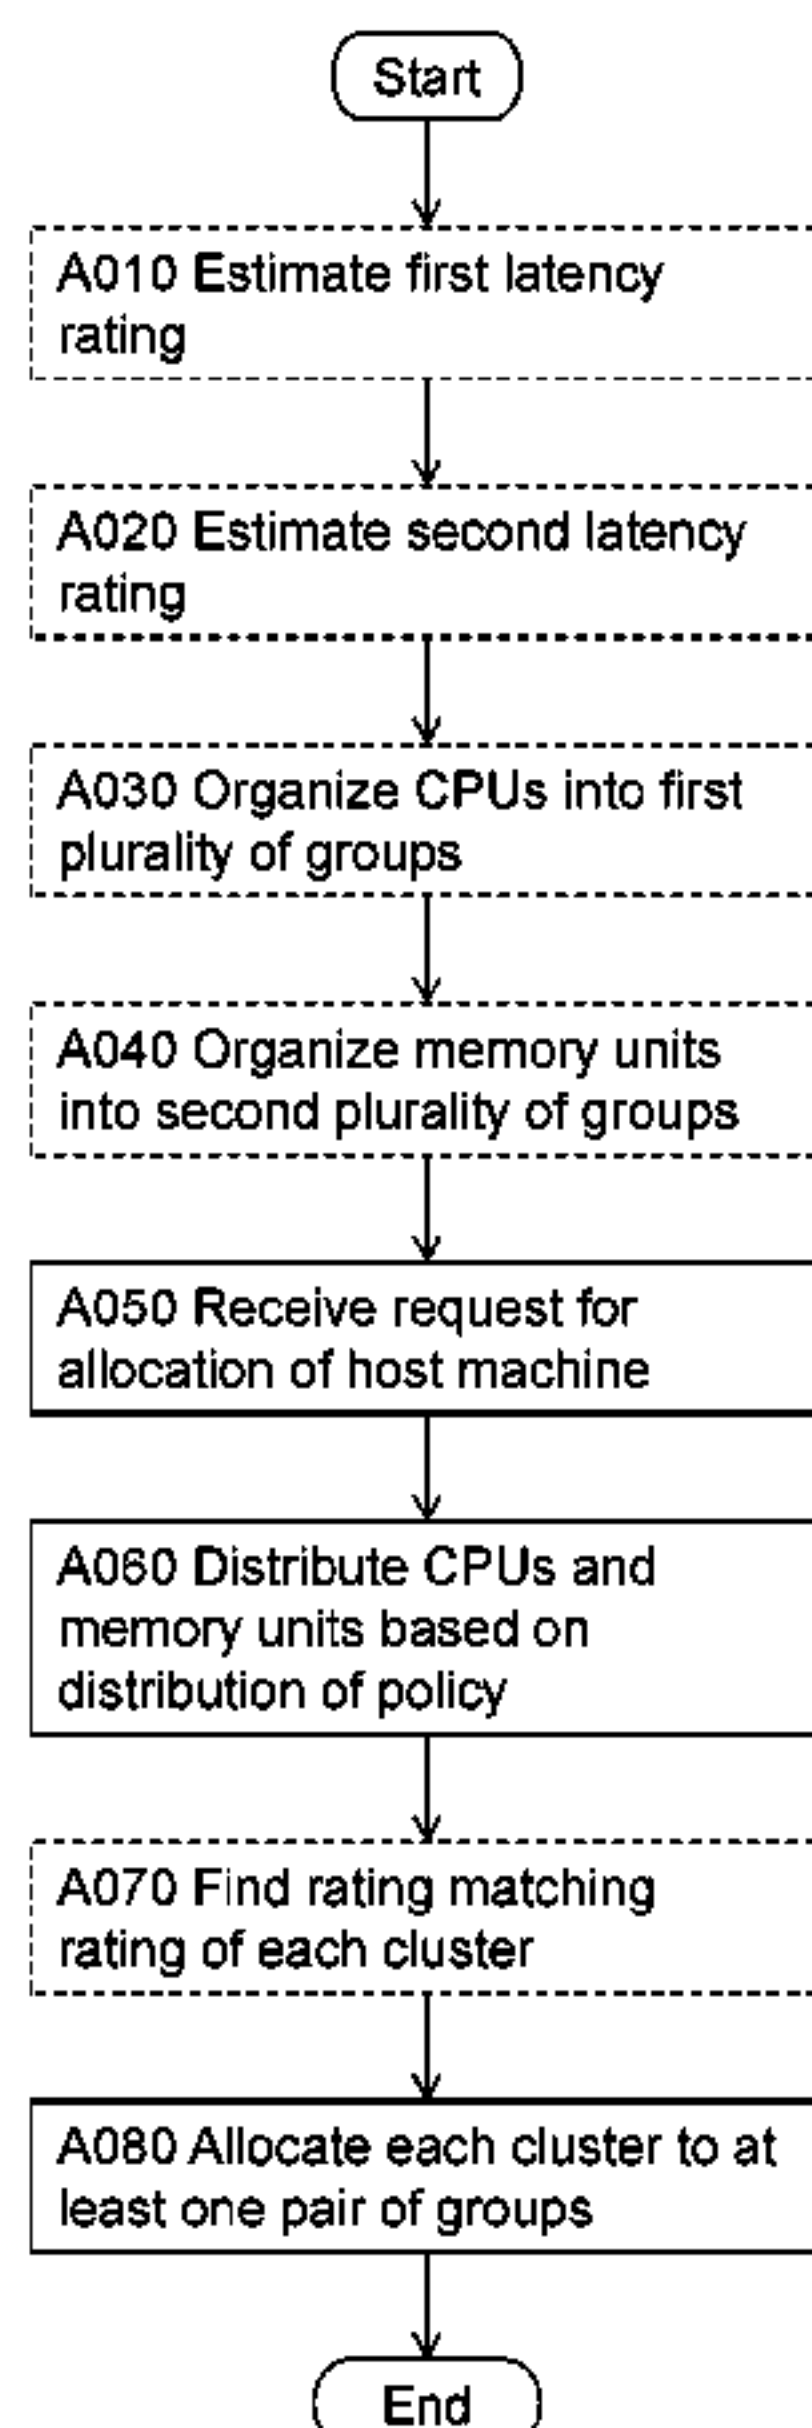 Start
A010 Estimate first latency
rating
A020 Estimate second latency
rating
A030 Organize CPUs into first
plurality of groups
A040 Organize memory units
into second plurality of groups
A050 Receive request for
allocation of host machine
A060 Distribute CPUs and
memory units based on
distribution of policy
A070 Find rating matching
rating of each cluster
A080 Allocate each cluster to at
least one pair of groups
End